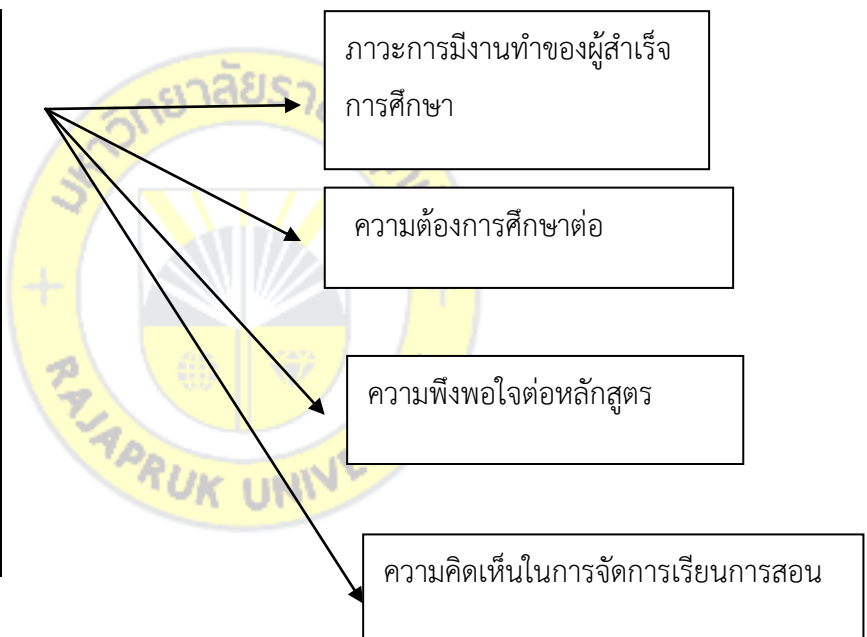 ภาวะการมีงานทำของผู้สำเร็จ
การศึกษา
ความต้องการศึกษาต่อ
ความพึงพอใจต่อหลักสูตร
ความคิดเห็นในการจัดการเรียนการสอน
RAJAPRUK